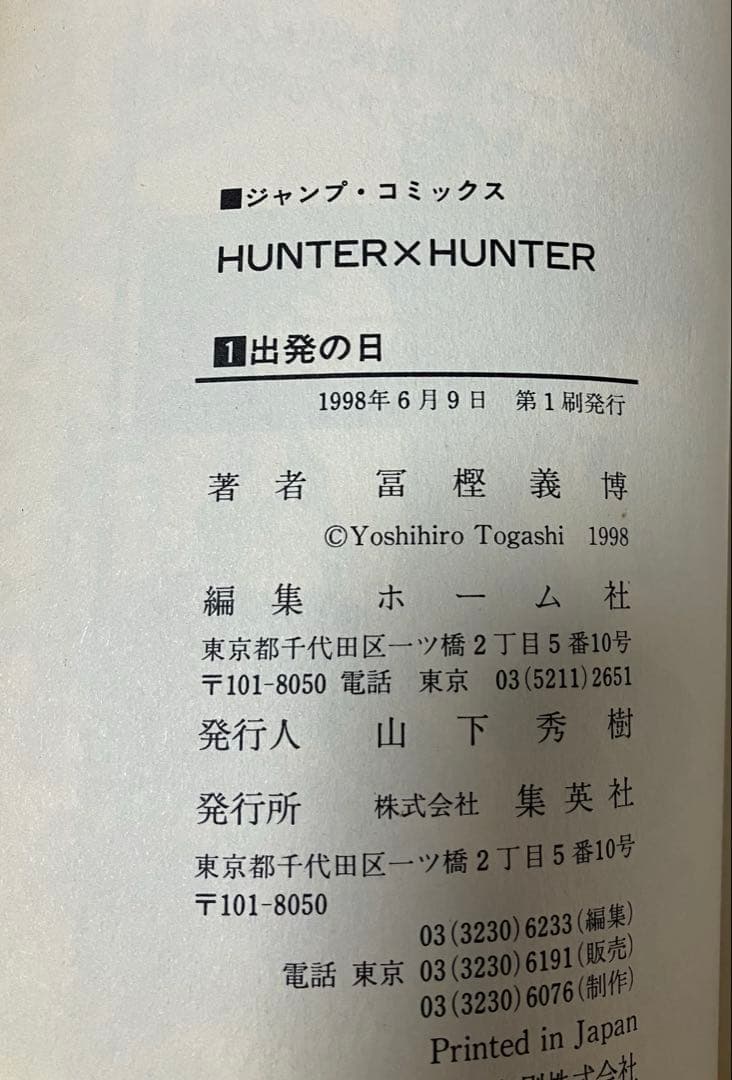 ■ジャンプ・コミックス
HUNTER×HUNTER
1出発の日
1998年6月9日 第1刷発行
著者 冨樫義博
©Yoshihiro Togashi 1998
編集 ホーム社
東京都千代田区一ツ橋2丁目5番10号
〒101-8050 電話 東京 03(5211)2651
発行人 山下秀樹
発行所 株式会社 集英社
東京都千代田区一ツ橋2丁目5番10号
〒101-8050
03(3230)6233(編集)
電話 東京 03(3230)6191(販売)
03(3230)6076(制作)
Printed in Japan
刷株式会社